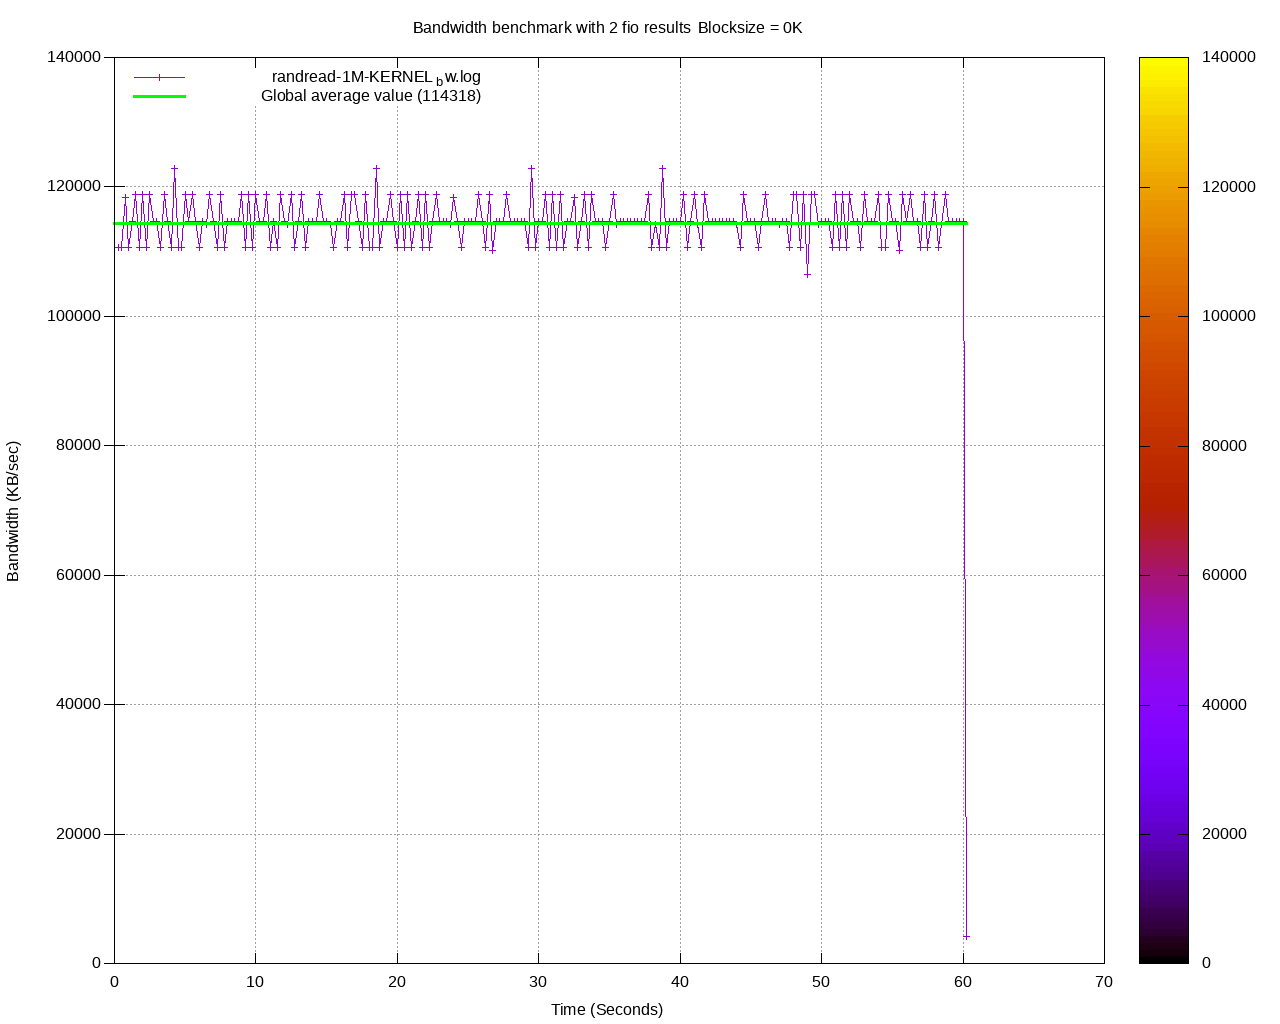 Bandwidth benchmark with 2 fio results Blocksize = 0K
140000
120000
100000
80000
60000
40000
20000
0
randread-1M-KERNEL bw.log
Global average value (114318)
Bandwidth (KB/sec)
0 10 20 30 40 50 60 70
Time (Seconds)
140000
120000
100000
80000
60000
40000
20000
0